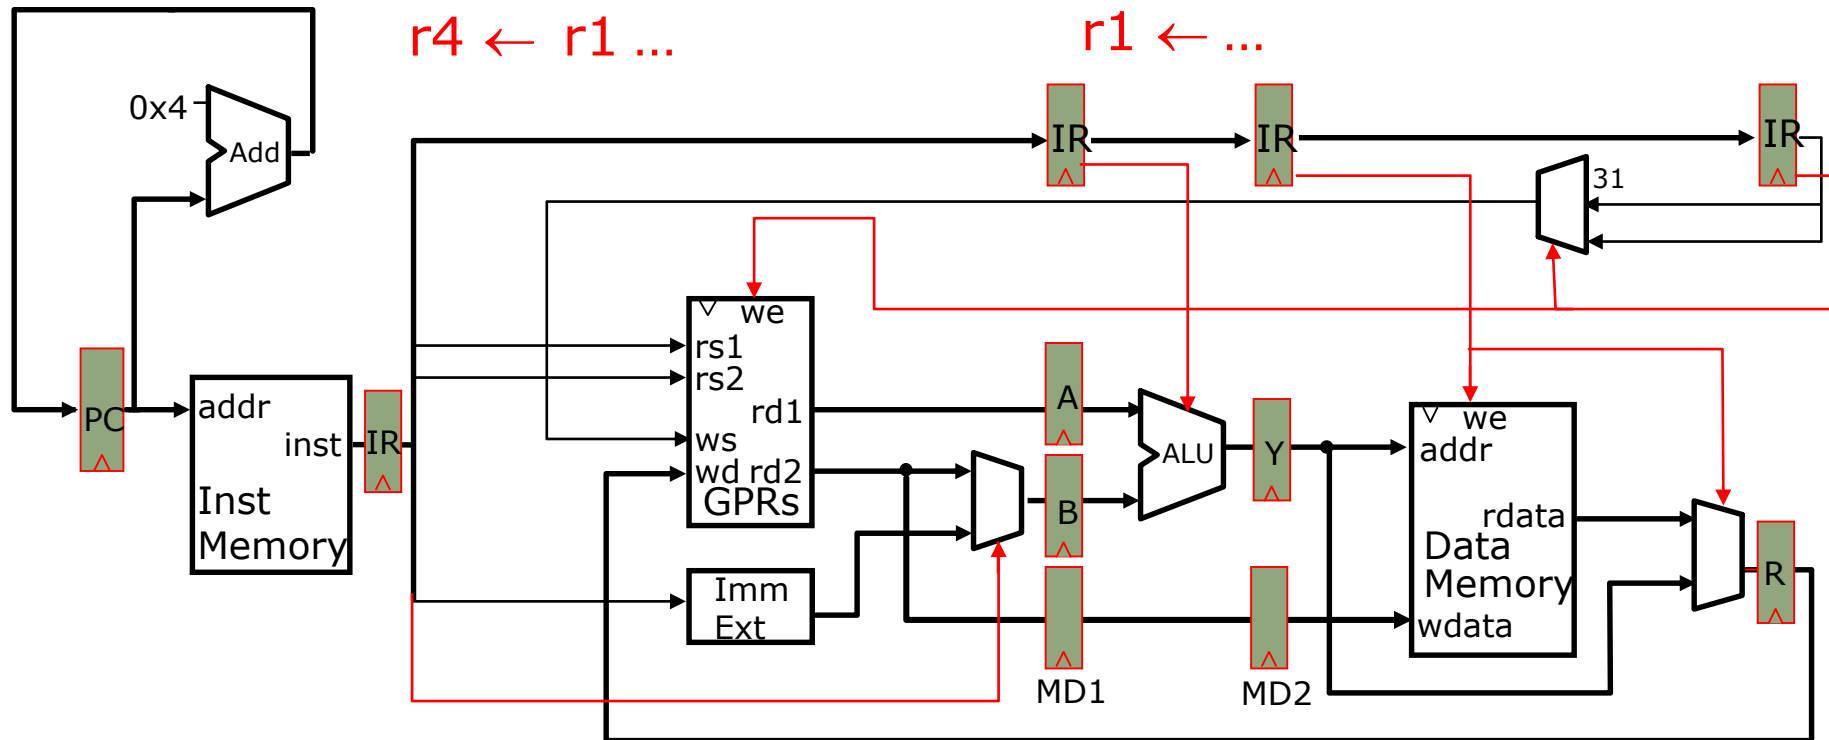 r4 ← r1 ...
r1 ← ...
0x4
Add
IR
IR
IR
31
we
rs1
rs2
rd1
ws
wd rd2
GPRs
PC
addr
inst
Inst
Memory
IR
A
B
ALU
Y
we
addr
rdata
Data
Memory
wdata
R
Imm
Ext
MD1
MD2